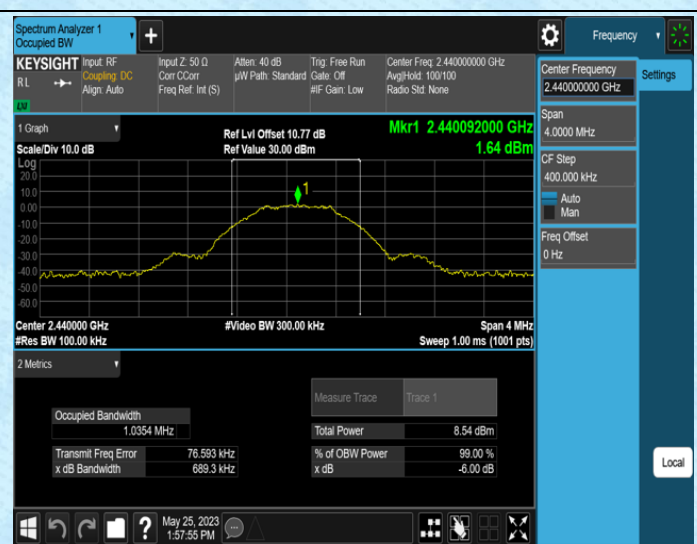 Spectrum Analyzer 1
Occupied BW
Frequency
KEYSIGHT
RL
LXI
Input: RF
Coupling: DC
Align: Auto
Input Z: 50 Ω
Corr CCorr
Freq Ref: Int (S)
Atten: 40 dB
µW Path: Standard
Trig: Free Run
Gate: Off
#IF Gain: Low
Center Freq: 2.440000000 GHz
Avg|Hold: 100/100
Radio Std: None
Center Frequency
2.440000000 GHz
Settings
Span
4.0000 MHz
CF Step
400.000 kHz
Auto
Man
Freq Offset
0 Hz
Local
1 Graph
Scale/Div 10.0 dB
Ref Lvl Offset 10.77 dB
Ref Value 30.00 dBm
Mkr1 2.440092000 GHz
1.64 dBm
Log
20.0
10.0
0.00
-10.0
-20.0
-30.0
-40.0
-50.0
-60.0
1
Center 2.440000 GHz
#Res BW 100.00 kHz
#Video BW 300.00 kHz
Span 4 MHz
Sweep 1.00 ms (1001 pts)
2 Metrics
Measure Trace
Trace 1
Occupied Bandwidth
1.0354 MHz
Total Power
8.54 dBm
Transmit Freq Error
76.593 kHz
% of OBW Power
99.00 %
x dB Bandwidth
689.3 kHz
x dB
-6.00 dB
?
May 25, 2023
1:57:55 PM